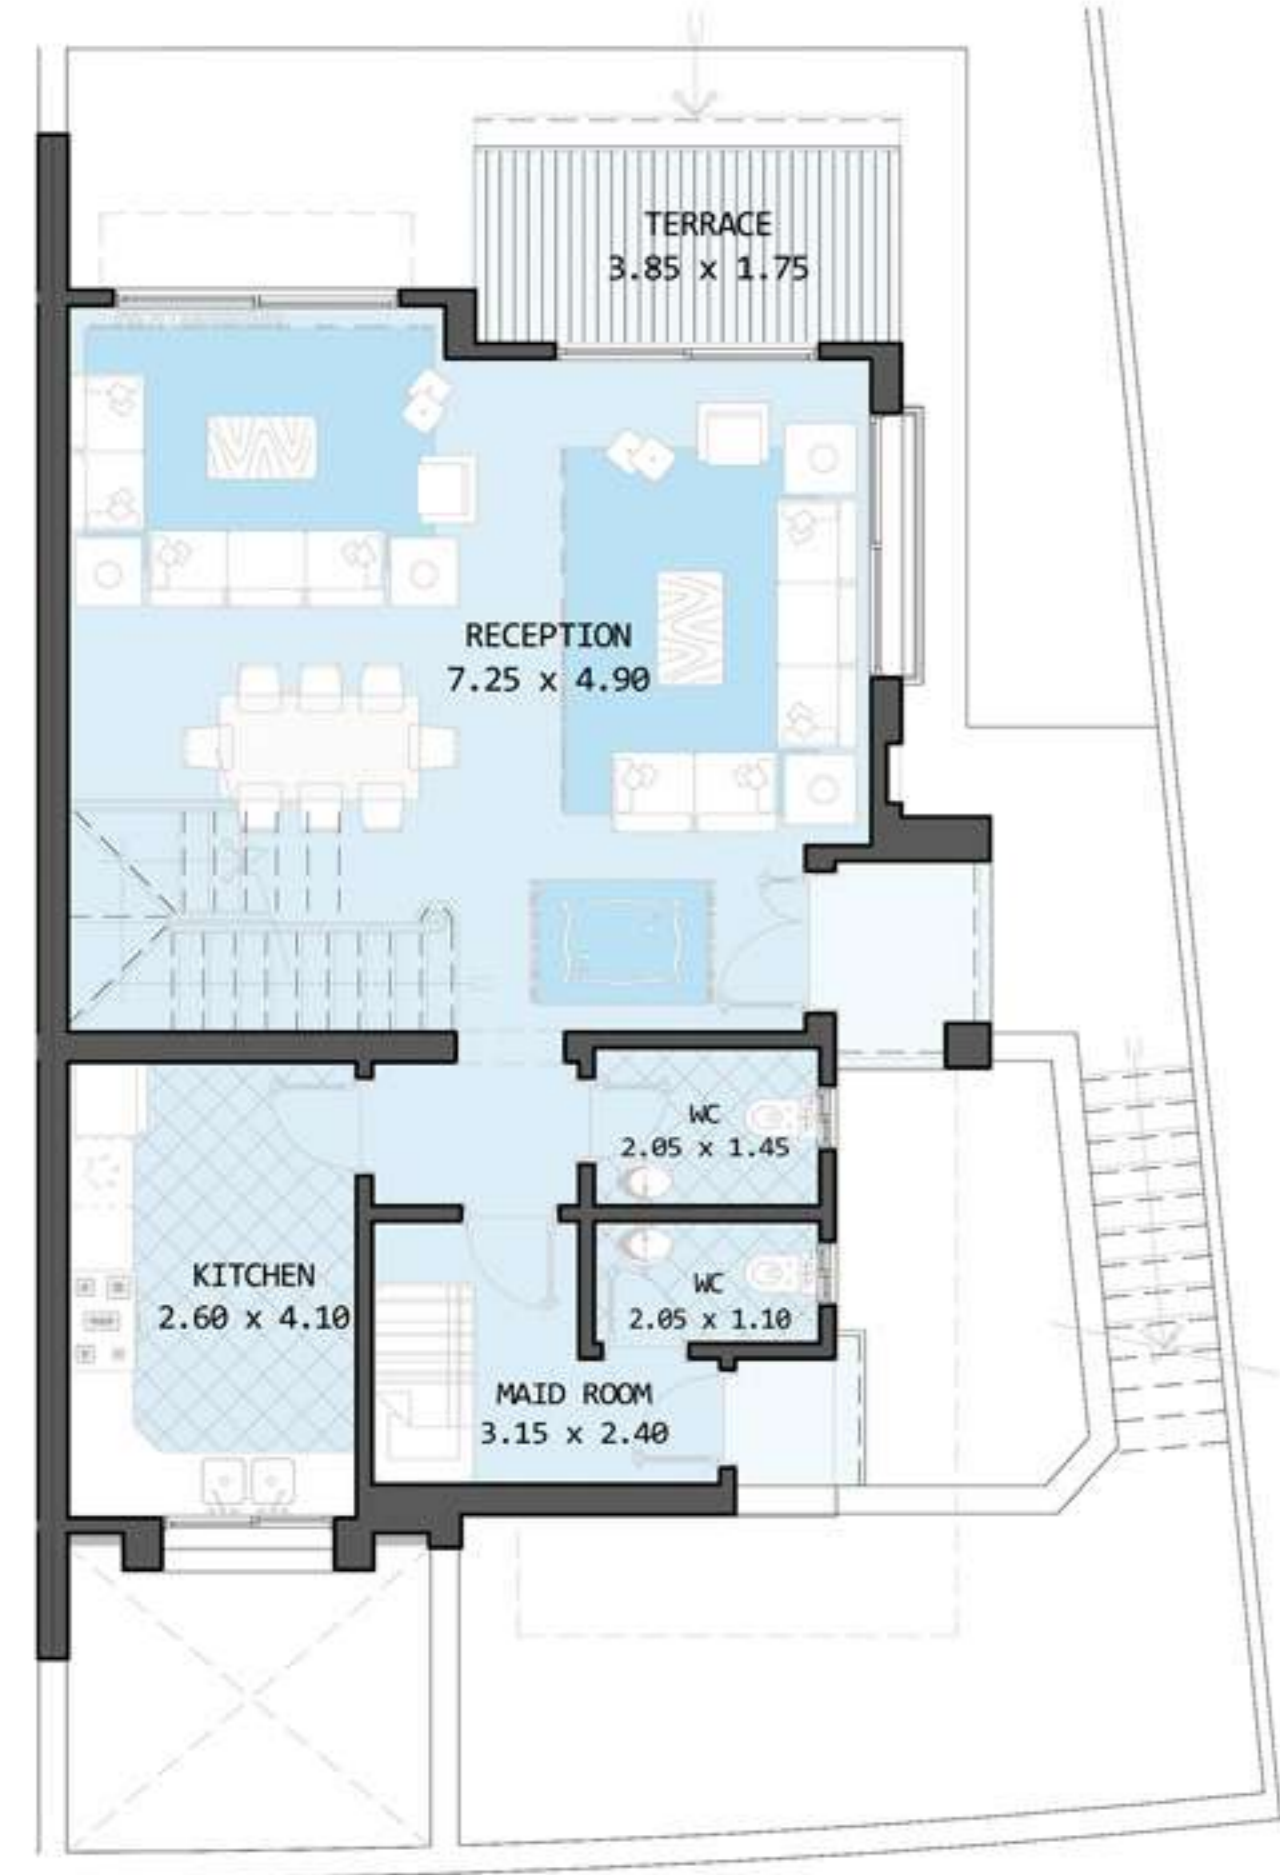 TERRACE
3.85 x 1.75
RECEPTION
7.25 x 4.90
WC
2.05 x 1.45
KITCHEN
2.60 x 4.10
WC
2.05 x 1.10
MAID ROOM
3.15 x 2.40